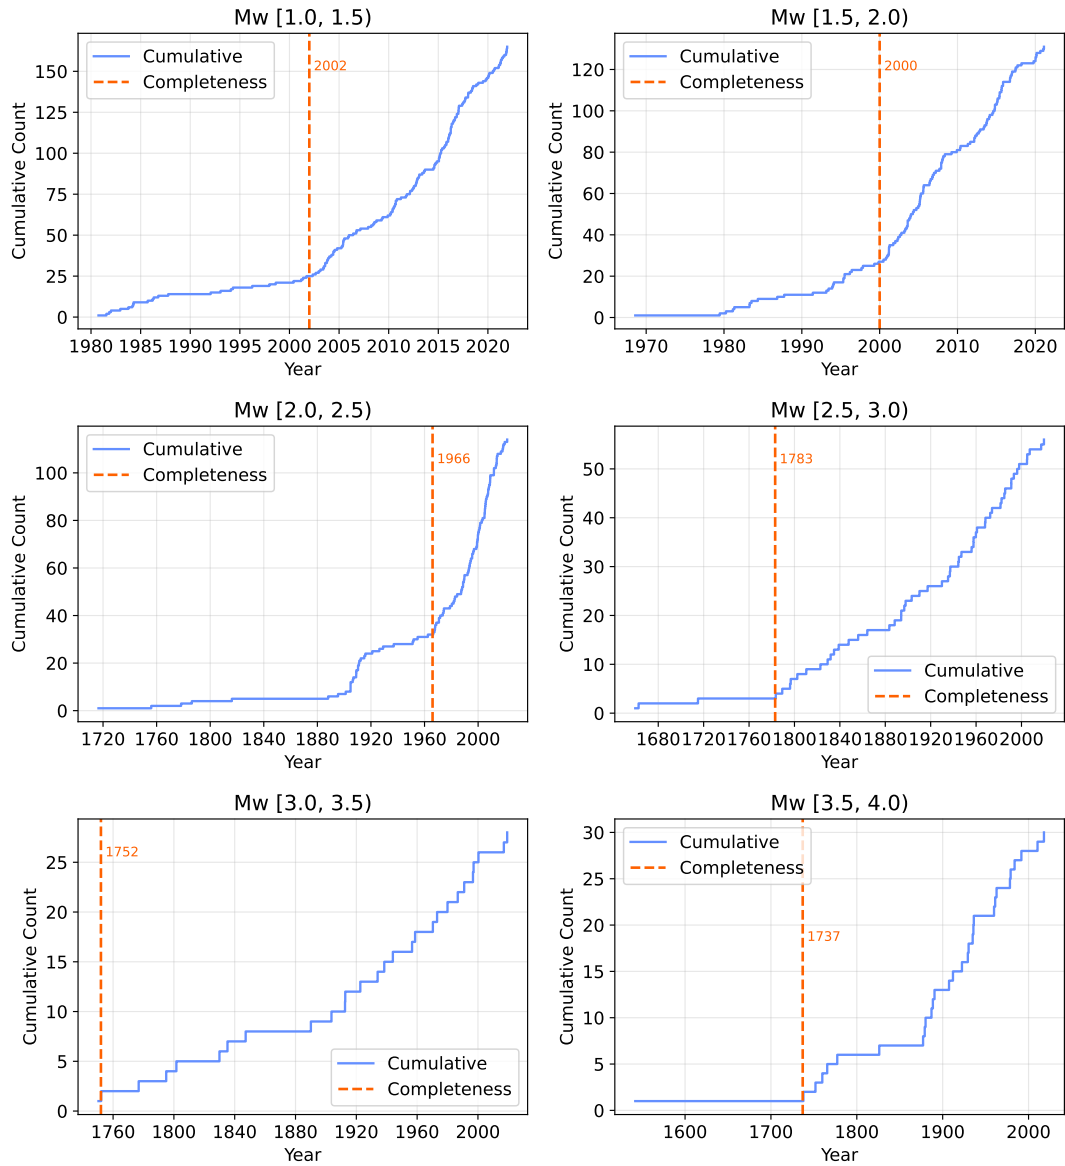 Mw [1.0, 1.5)
Cumulative Count
150
125
100
75
50
25
0
Cumulative
Completeness
2002
1980 1985 1990 1995 2000 2005 2010 2015 2020
Year
Mw [1.5, 2.0)
Cumulative Count
120
100
80
60
40
20
0
Cumulative
Completeness
2000
1970 1980 1990 2000 2010 2020
Year
Mw [2.0, 2.5)
Cumulative Count
100
80
60
40
20
0
Cumulative
Completeness
1966
1720 1760 1800 1840 1880 1920 1960 2000
Year
Mw [2.5, 3.0)
Cumulative Count
50
40
30
20
10
0
1783
Cumulative
Completeness
1680 1720 1760 1800 1840 1880 1920 1960 2000
Year
Mw [3.0, 3.5)
Cumulative Count
25
20
15
10
5
0
1752
Cumulative
Completeness
1760 1800 1840 1880 1920 1960 2000
Year
Mw [3.5, 4.0)
Cumulative Count
30
25
20
15
10
5
0
Cumulative
Completeness
1737
1600 1700 1800 1900 2000
Year